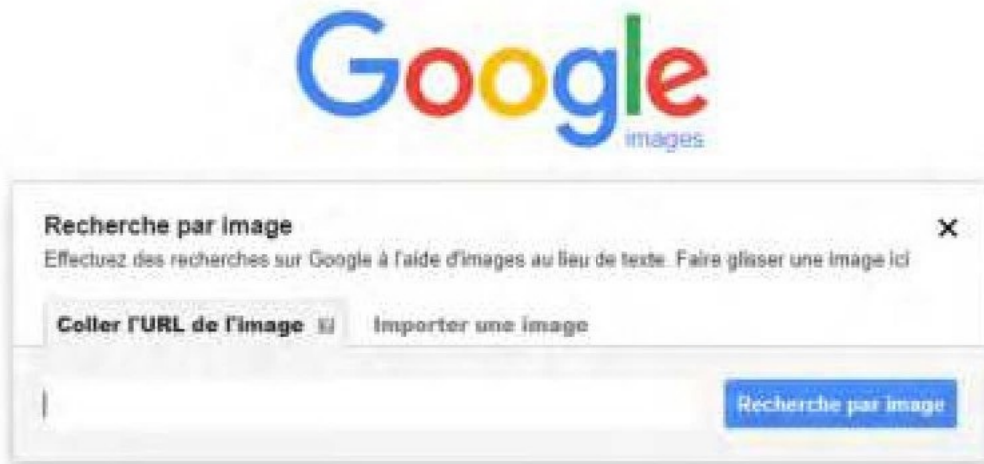 Google
images
Recherche par image
Effectuez des recherches sur Google à l'aide d'images au lieu de texte. Faire glisser une image ici
Coller l'URL de l'image Importer une image
Recherche par image